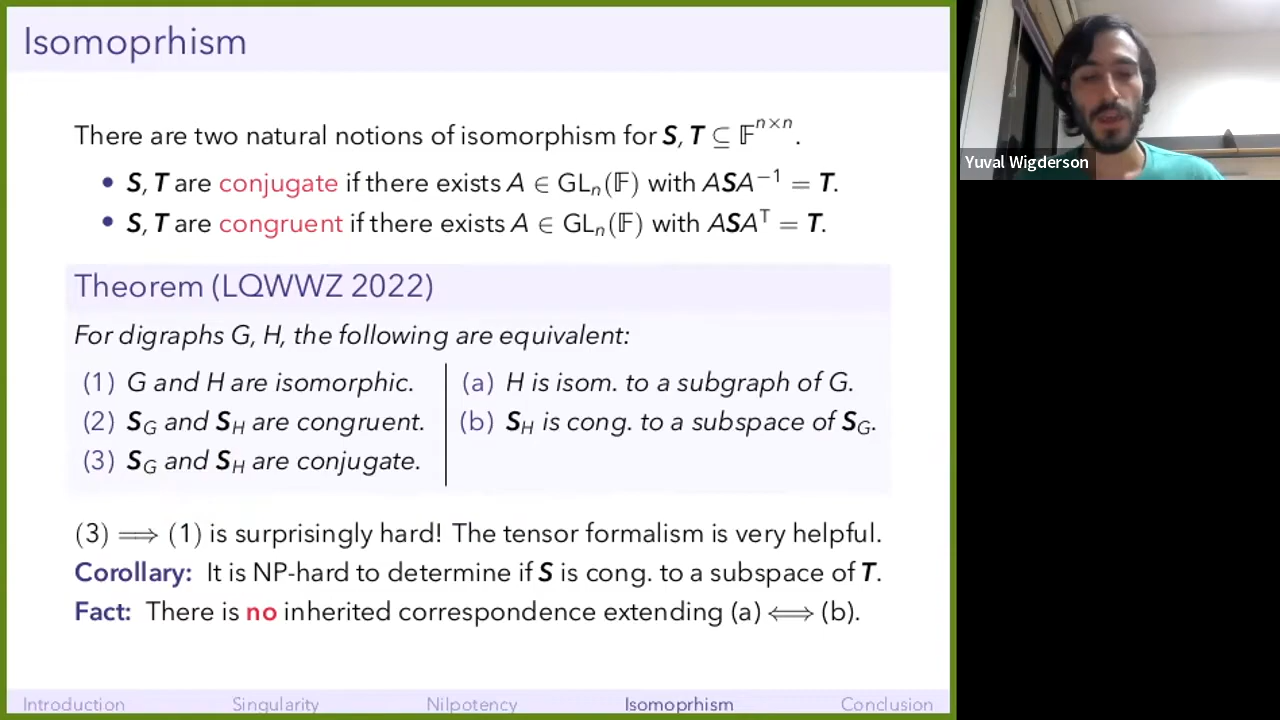 Isomoprhism
There are two natural notions of isomorphism for S, T ⊆ 𝔽ⁿˣⁿ.
• S, T are conjugate if there exists A ∈ GLₙ(𝔽) with ASA⁻¹ = T.
• S, T are congruent if there exists A ∈ GLₙ(𝔽) with ASAᵀ = T.
Theorem (LQWWZ 2022)
For digraphs G, H, the following are equivalent:
(1) G and H are isomorphic.
(2) S_G and S_H are congruent.
(3) S_G and S_H are conjugate.
(a) H is isom. to a subgraph of G.
(b) S_H is cong. to a subspace of S_G.
(3) ⟹ (1) is surprisingly hard! The tensor formalism is very helpful.
Corollary: It is NP-hard to determine if S is cong. to a subspace of T.
Fact: There is no inherited correspondence extending (a) ⟺ (b).
Introduction Singularity Nilpotency Isomoprhism Conclusion
Yuval Wigderson